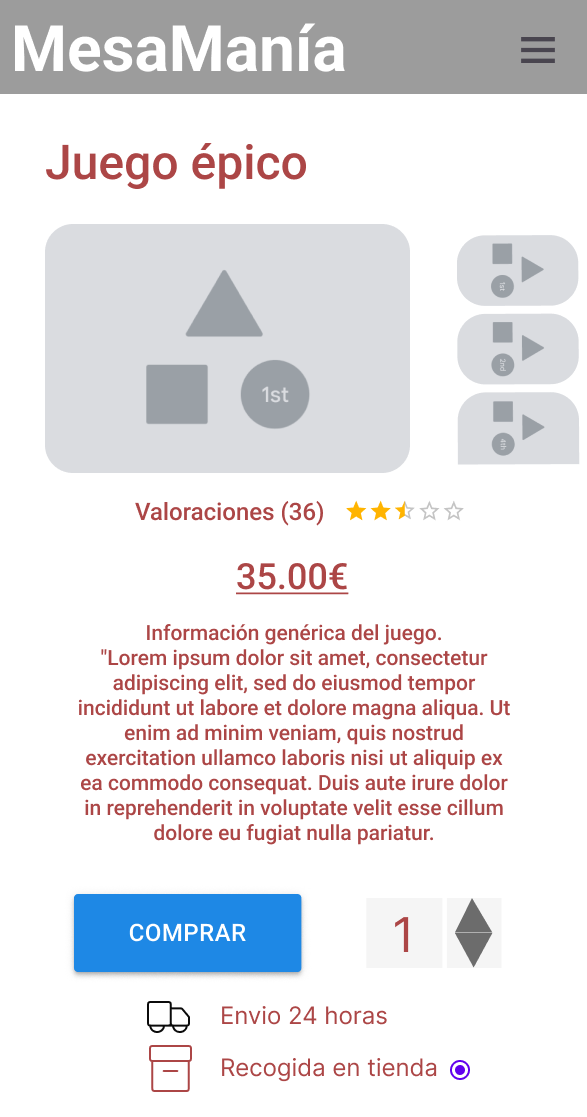 MesaManía
Juego épico
1st
1st
2nd
4th
Valoraciones (36)
35.00€
Información genérica del juego.
"Lorem ipsum dolor sit amet, consectetur
adipiscing elit, sed do eiusmod tempor
incididunt ut labore et dolore magna aliqua. Ut
enim ad minim veniam, quis nostrud
exercitation ullamco laboris nisi ut aliquip ex
ea commodo consequat. Duis aute irure dolor
in reprehenderit in voluptate velit esse cillum
dolore eu fugiat nulla pariatur.
COMPRAR
1
Envio 24 horas
Recogida en tienda